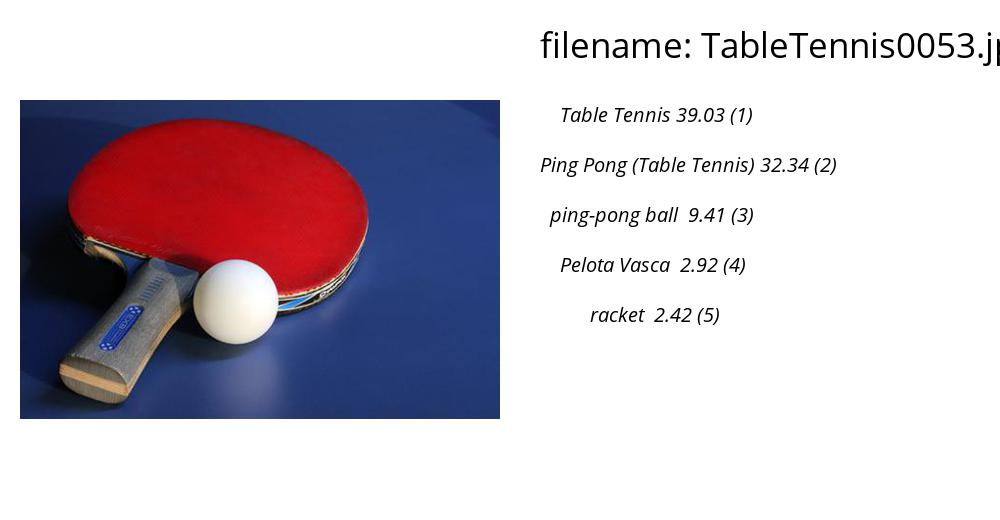 filename: TableTennis0053.jp
Table Tennis 39.03 (1)
Ping Pong (Table Tennis) 32.34 (2)
ping-pong ball 9.41 (3)
Pelota Vasca 2.92 (4)
racket 2.42 (5)